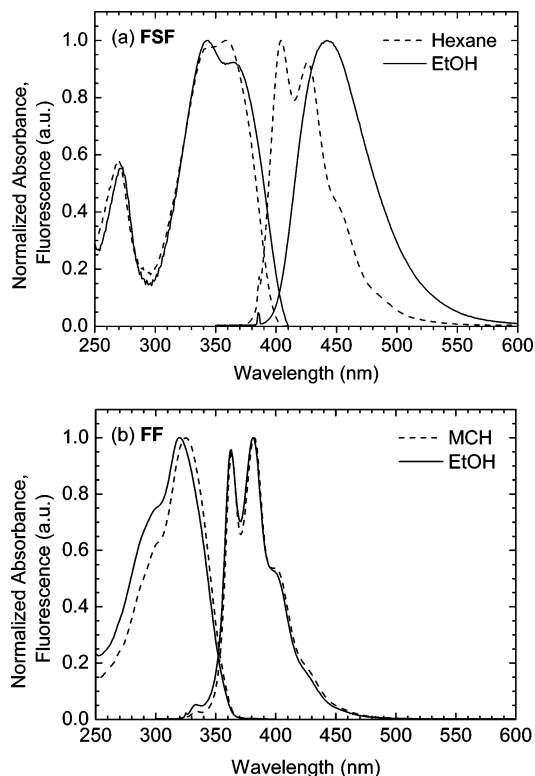 (a) FSF
Hexane
EtOH
1.0
0.8
0.6
0.4
0.2
0.0
Normalized Absorbance,
Fluorescence (a.u.)
250 300 350 400 450 500 550 600
Wavelength (nm)
(b) FF
MCH
EtOH
1.0
0.8
0.6
0.4
0.2
0.0
Normalized Absorbance,
Fluorescence (a.u.)
250 300 350 400 450 500 550 600
Wavelength (nm)